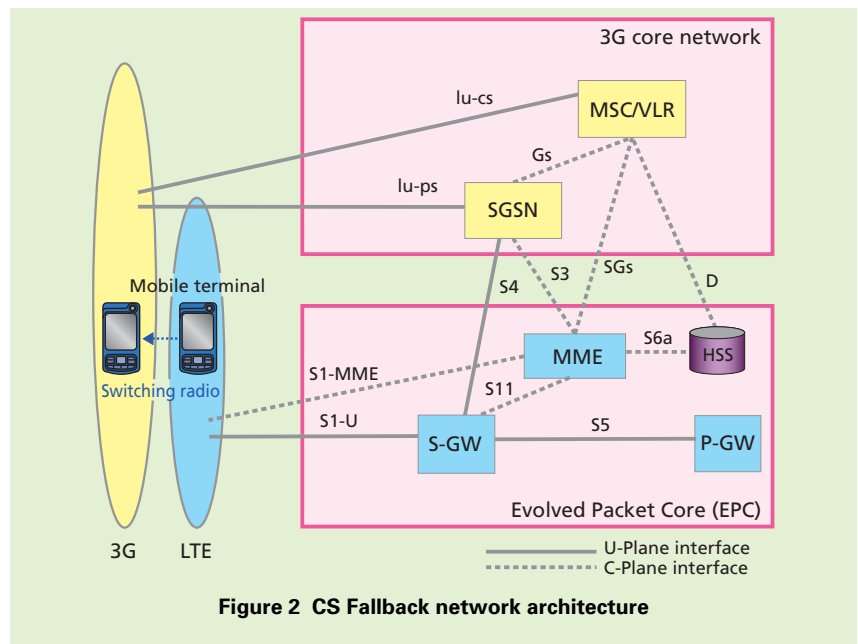 3G core network
lu-cs
MSC/VLR
Gs
lu-ps
SGSN
S3
SGs
S4
D
Mobile terminal
MME
S6a
HSS
S1-MME
Switching radio
S11
S1-U
S-GW
S5
P-GW
Evolved Packet Core (EPC)
3G
LTE
U-Plane interface
C-Plane interface
Figure 2 CS Fallback network architecture